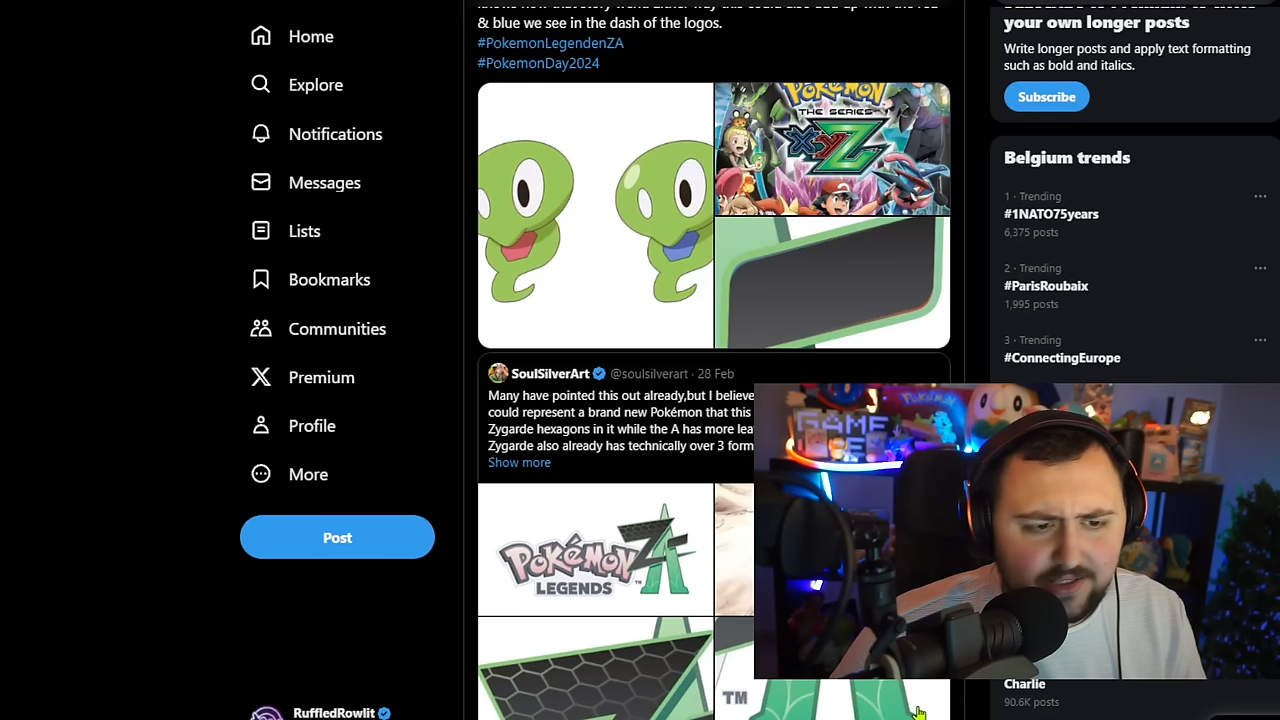 Home
Explore
Notifications
Messages
Lists
Bookmarks
Communities
Premium
Profile
More
Post
RuffledRowlit
& blue we see in the dash of the logos.
#PokemonLegendenZA
#PokemonDay2024
POKÉMON
THE SERIES
XYZ
SoulSilverArt @soulsilverart · 28 Feb
Many have pointed this out already,but I believe
could represent a brand new Pokémon that this
Zygarde hexagons in it while the A has more
Zygarde also already has technically over 3
Show more
POKÉMON
LEGENDS
ZA
TM
TM
your own longer posts
Write longer posts and apply text formatting
such as bold and italics.
Subscribe
Belgium trends
1 · Trending
#1NATO75years
6,375 posts
2 · Trending
#ParisRoubaix
1,995 posts
3 · Trending
#ConnectingEurope
GAME
Charlie
90.6K posts